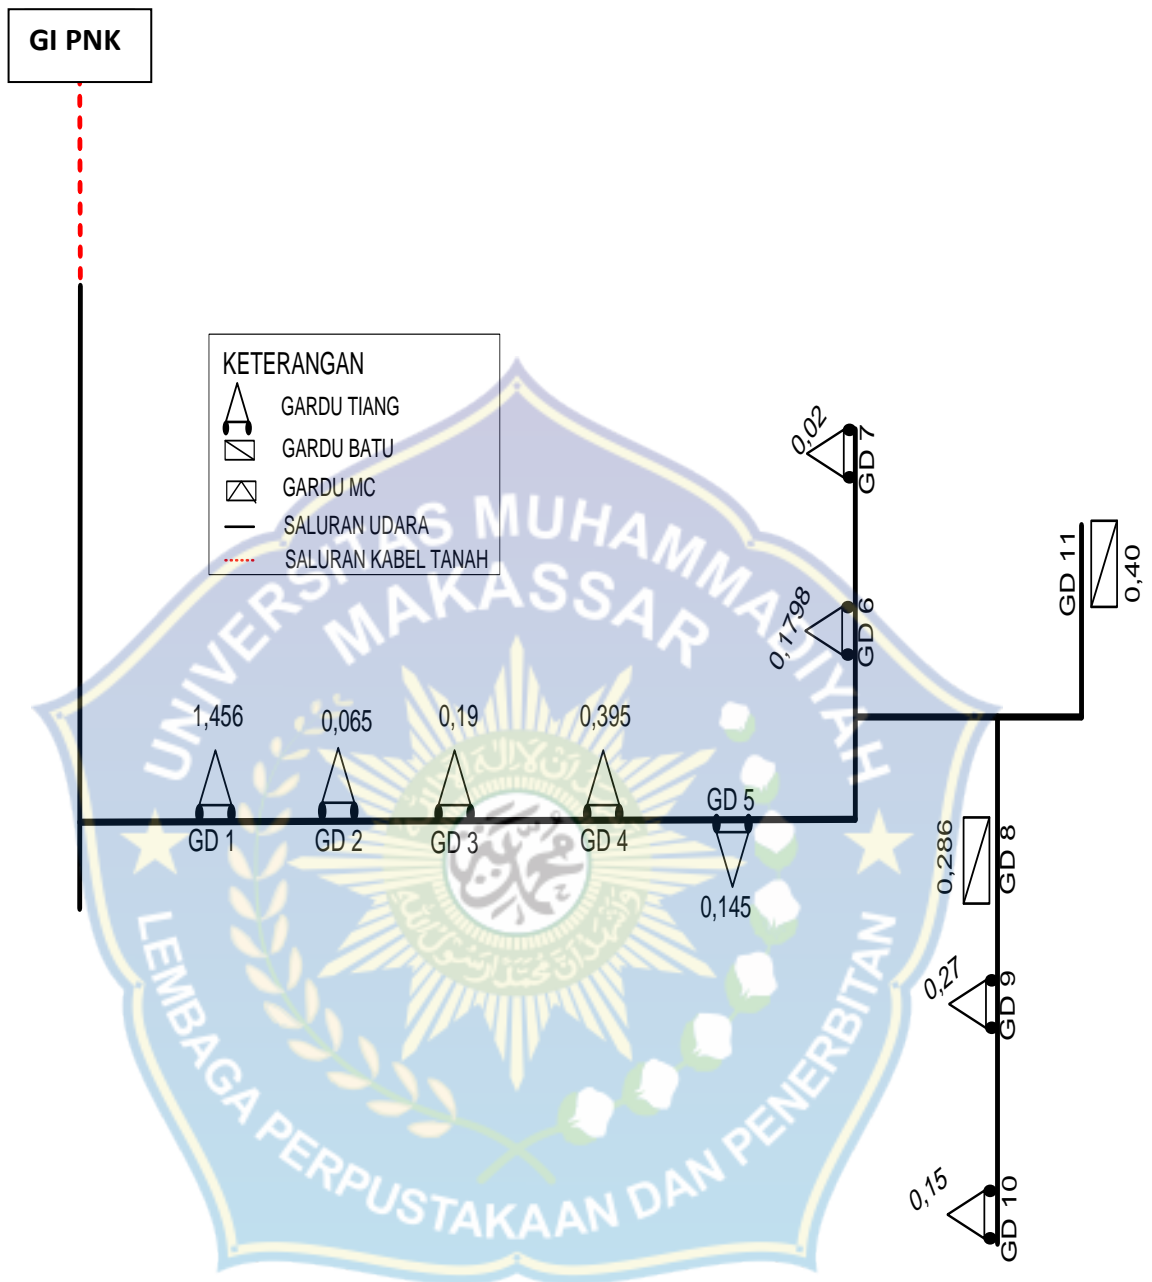 GI PNK
KETERANGAN
GARDU TIANG
GARDU BATU
GARDU MC
SALURAN UDARA
SALURAN KABEL TANAH
0,02
GD 7
0,1798
GD 6
GD 11
0,40
1,456
GD 1
0,065
GD 2
0,19
GD 3
0,395
GD 4
GD 5
0,145
0,286
GD 8
0,27
GD 9
0,15
GD 10
UNIVERSITAS MUHAMMADIYAH
MAKASSAR
LEMBAGA PERPUSTAKAAN DAN PENERBITAN